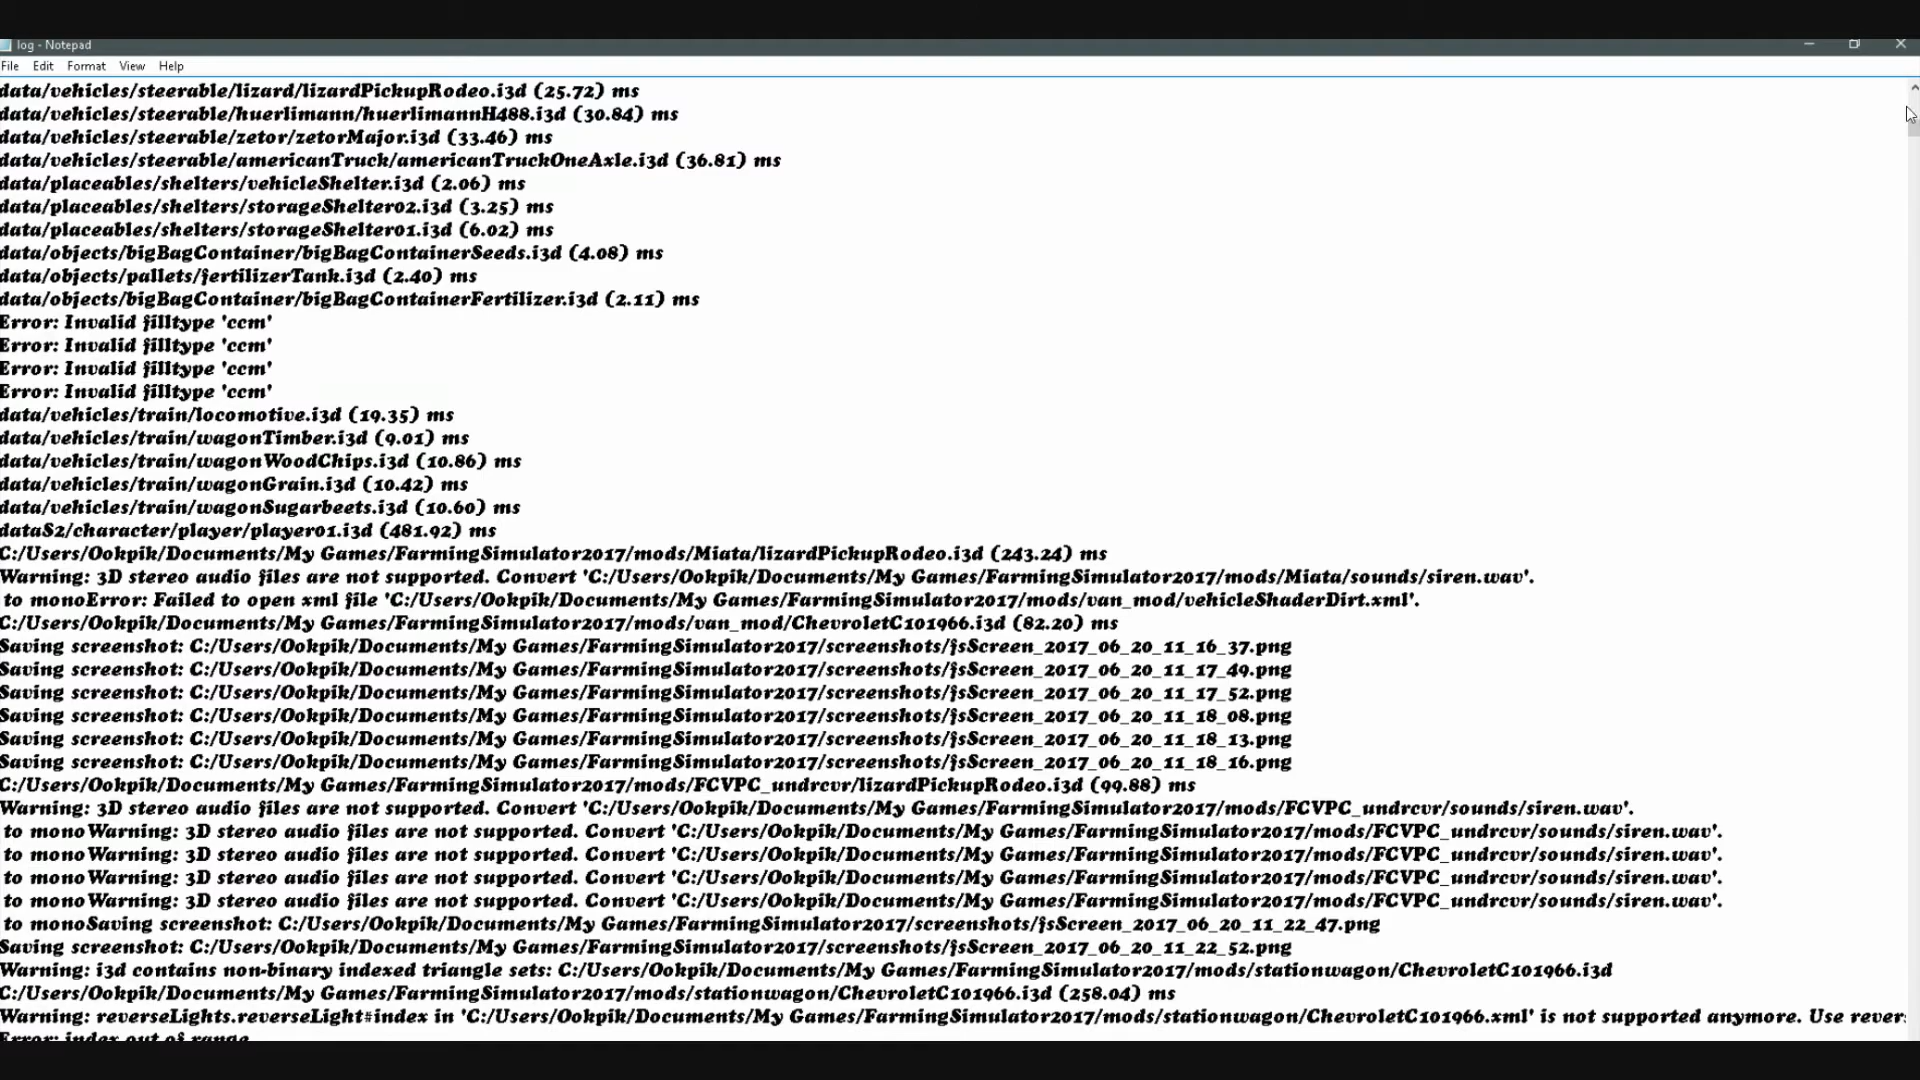 log - Notepad
File Edit Format View Help
data/vehicles/steerable/lizard/lizardPickupRodeo.i3d (25.72) ms
data/vehicles/steerable/huerlimann/huerlimannH488.i3d (30.84) ms
data/vehicles/steerable/zetor/zetorMajor.i3d (33.46) ms
data/vehicles/steerable/americanTruck/americanTruckOneAxle.i3d (36.81) ms
data/placeables/shelters/vehicleShelter.i3d (2.06) ms
data/placeables/shelters/storageShelter02.i3d (3.25) ms
data/placeables/shelters/storageShelter01.i3d (6.02) ms
data/objects/bigBagContainer/bigBagContainerSeeds.i3d (4.08) ms
data/objects/pallets/fertilizerTank.i3d (2.40) ms
data/objects/bigBagContainer/bigBagContainerFertilizer.i3d (2.11) ms
Error: Invalid filltype 'ccm'
Error: Invalid filltype 'ccm'
Error: Invalid filltype 'ccm'
Error: Invalid filltype 'ccm'
data/vehicles/train/locomotive.i3d (19.35) ms
data/vehicles/train/wagonTimber.i3d (9.01) ms
data/vehicles/train/wagonWoodChips.i3d (10.86) ms
data/vehicles/train/wagonGrain.i3d (10.42) ms
data/vehicles/train/wagonSugarbeets.i3d (10.60) ms
dataS2/character/player/player01.i3d (481.92) ms
C:/Users/Ookpik/Documents/My Games/FarmingSimulator2017/mods/Miata/lizardPickupRodeo.i3d (243.24) ms
Warning: 3D stereo audio files are not supported. Convert 'C:/Users/Ookpik/Documents/My Games/FarmingSimulator2017/mods/Miata/sounds/siren.wav'.
to monoError: Failed to open xml file 'C:/Users/Ookpik/Documents/My Games/FarmingSimulator2017/mods/van_mod/vehicleShaderDirt.xml'.
C:/Users/Ookpik/Documents/My Games/FarmingSimulator2017/mods/van_mod/ChevroletC101966.i3d (82.20) ms
Saving screenshot: C:/Users/Ookpik/Documents/My Games/FarmingSimulator2017/screenshots/fsScreen_2017_06_20_11_16_37.png
Saving screenshot: C:/Users/Ookpik/Documents/My Games/FarmingSimulator2017/screenshots/fsScreen_2017_06_20_11_17_49.png
Saving screenshot: C:/Users/Ookpik/Documents/My Games/FarmingSimulator2017/screenshots/fsScreen_2017_06_20_11_17_52.png
Saving screenshot: C:/Users/Ookpik/Documents/My Games/FarmingSimulator2017/screenshots/fsScreen_2017_06_20_11_18_08.png
Saving screenshot: C:/Users/Ookpik/Documents/My Games/FarmingSimulator2017/screenshots/fsScreen_2017_06_20_11_18_13.png
Saving screenshot: C:/Users/Ookpik/Documents/My Games/FarmingSimulator2017/screenshots/fsScreen_2017_06_20_11_18_16.png
C:/Users/Ookpik/Documents/My Games/FarmingSimulator2017/mods/FCVPC_undrcvr/lizardPickupRodeo.i3d (99.88) ms
Warning: 3D stereo audio files are not supported. Convert 'C:/Users/Ookpik/Documents/My Games/FarmingSimulator2017/mods/FCVPC_undrcvr/sounds/siren.wav'.
to monoWarning: 3D stereo audio files are not supported. Convert 'C:/Users/Ookpik/Documents/My Games/FarmingSimulator2017/mods/FCVPC_undrcvr/sounds/siren.wav'.
to monoWarning: 3D stereo audio files are not supported. Convert 'C:/Users/Ookpik/Documents/My Games/FarmingSimulator2017/mods/FCVPC_undrcvr/sounds/siren.wav'.
to monoWarning: 3D stereo audio files are not supported. Convert 'C:/Users/Ookpik/Documents/My Games/FarmingSimulator2017/mods/FCVPC_undrcvr/sounds/siren.wav'.
to monoWarning: 3D stereo audio files are not supported. Convert 'C:/Users/Ookpik/Documents/My Games/FarmingSimulator2017/mods/FCVPC_undrcvr/sounds/siren.wav'.
to monoSaving screenshot: C:/Users/Ookpik/Documents/My Games/FarmingSimulator2017/screenshots/fsScreen_2017_06_20_11_22_47.png
Saving screenshot: C:/Users/Ookpik/Documents/My Games/FarmingSimulator2017/screenshots/fsScreen_2017_06_20_11_22_52.png
Warning: i3d contains non-binary indexed triangle sets: C:/Users/Ookpik/Documents/My Games/FarmingSimulator2017/mods/stationwagon/ChevroletC101966.i3d
C:/Users/Ookpik/Documents/My Games/FarmingSimulator2017/mods/stationwagon/ChevroletC101966.i3d (258.04) ms
Warning: reverseLights.reverseLight#index in 'C:/Users/Ookpik/Documents/My Games/FarmingSimulator2017/mods/stationwagon/ChevroletC101966.xml' is not supported anymore. Use rever
Error: index out of range